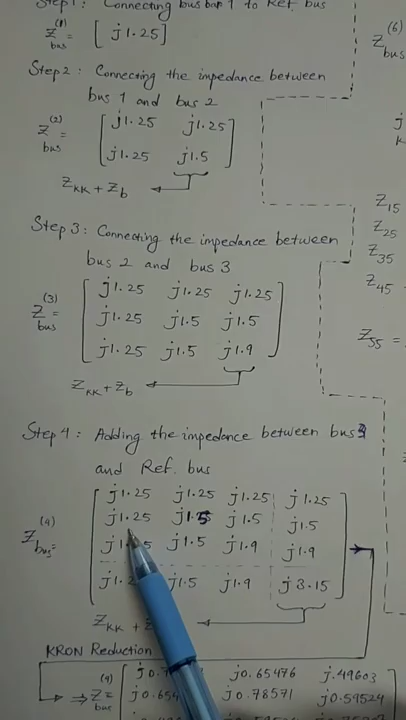 Step 1: Connecting bus bar 1 to Ref. bus
Z bus (1) = [ j1.25 ]
Step 2: Connecting the impedance between
bus 1 and bus 2
Z bus (2) =
j1.25 j1.25
j1.25 j1.5
ZKK + Zb
Step 3: Connecting the impedance between
bus 2 and bus 3
Z bus (3) =
j1.25 j1.25 j1.25
j1.25 j1.5 j1.5
j1.25 j1.5 j1.9
ZKK + Zb
Step 4: Adding the impedance between bus
and Ref. bus
Z bus (4) =
j1.25 j1.25 j1.25 j1.25
j1.25 j1.5 j1.5 j1.5
j1.5 j1.9 j1.9
j1.5 j1.9 j3.15
ZKK +
KRON Reduction
⇒ Z bus =
j0.65476 j.49603
j0.78571 j0.59524
Z bus (6)
Z15
Z25
Z35
Z45
Z55 =